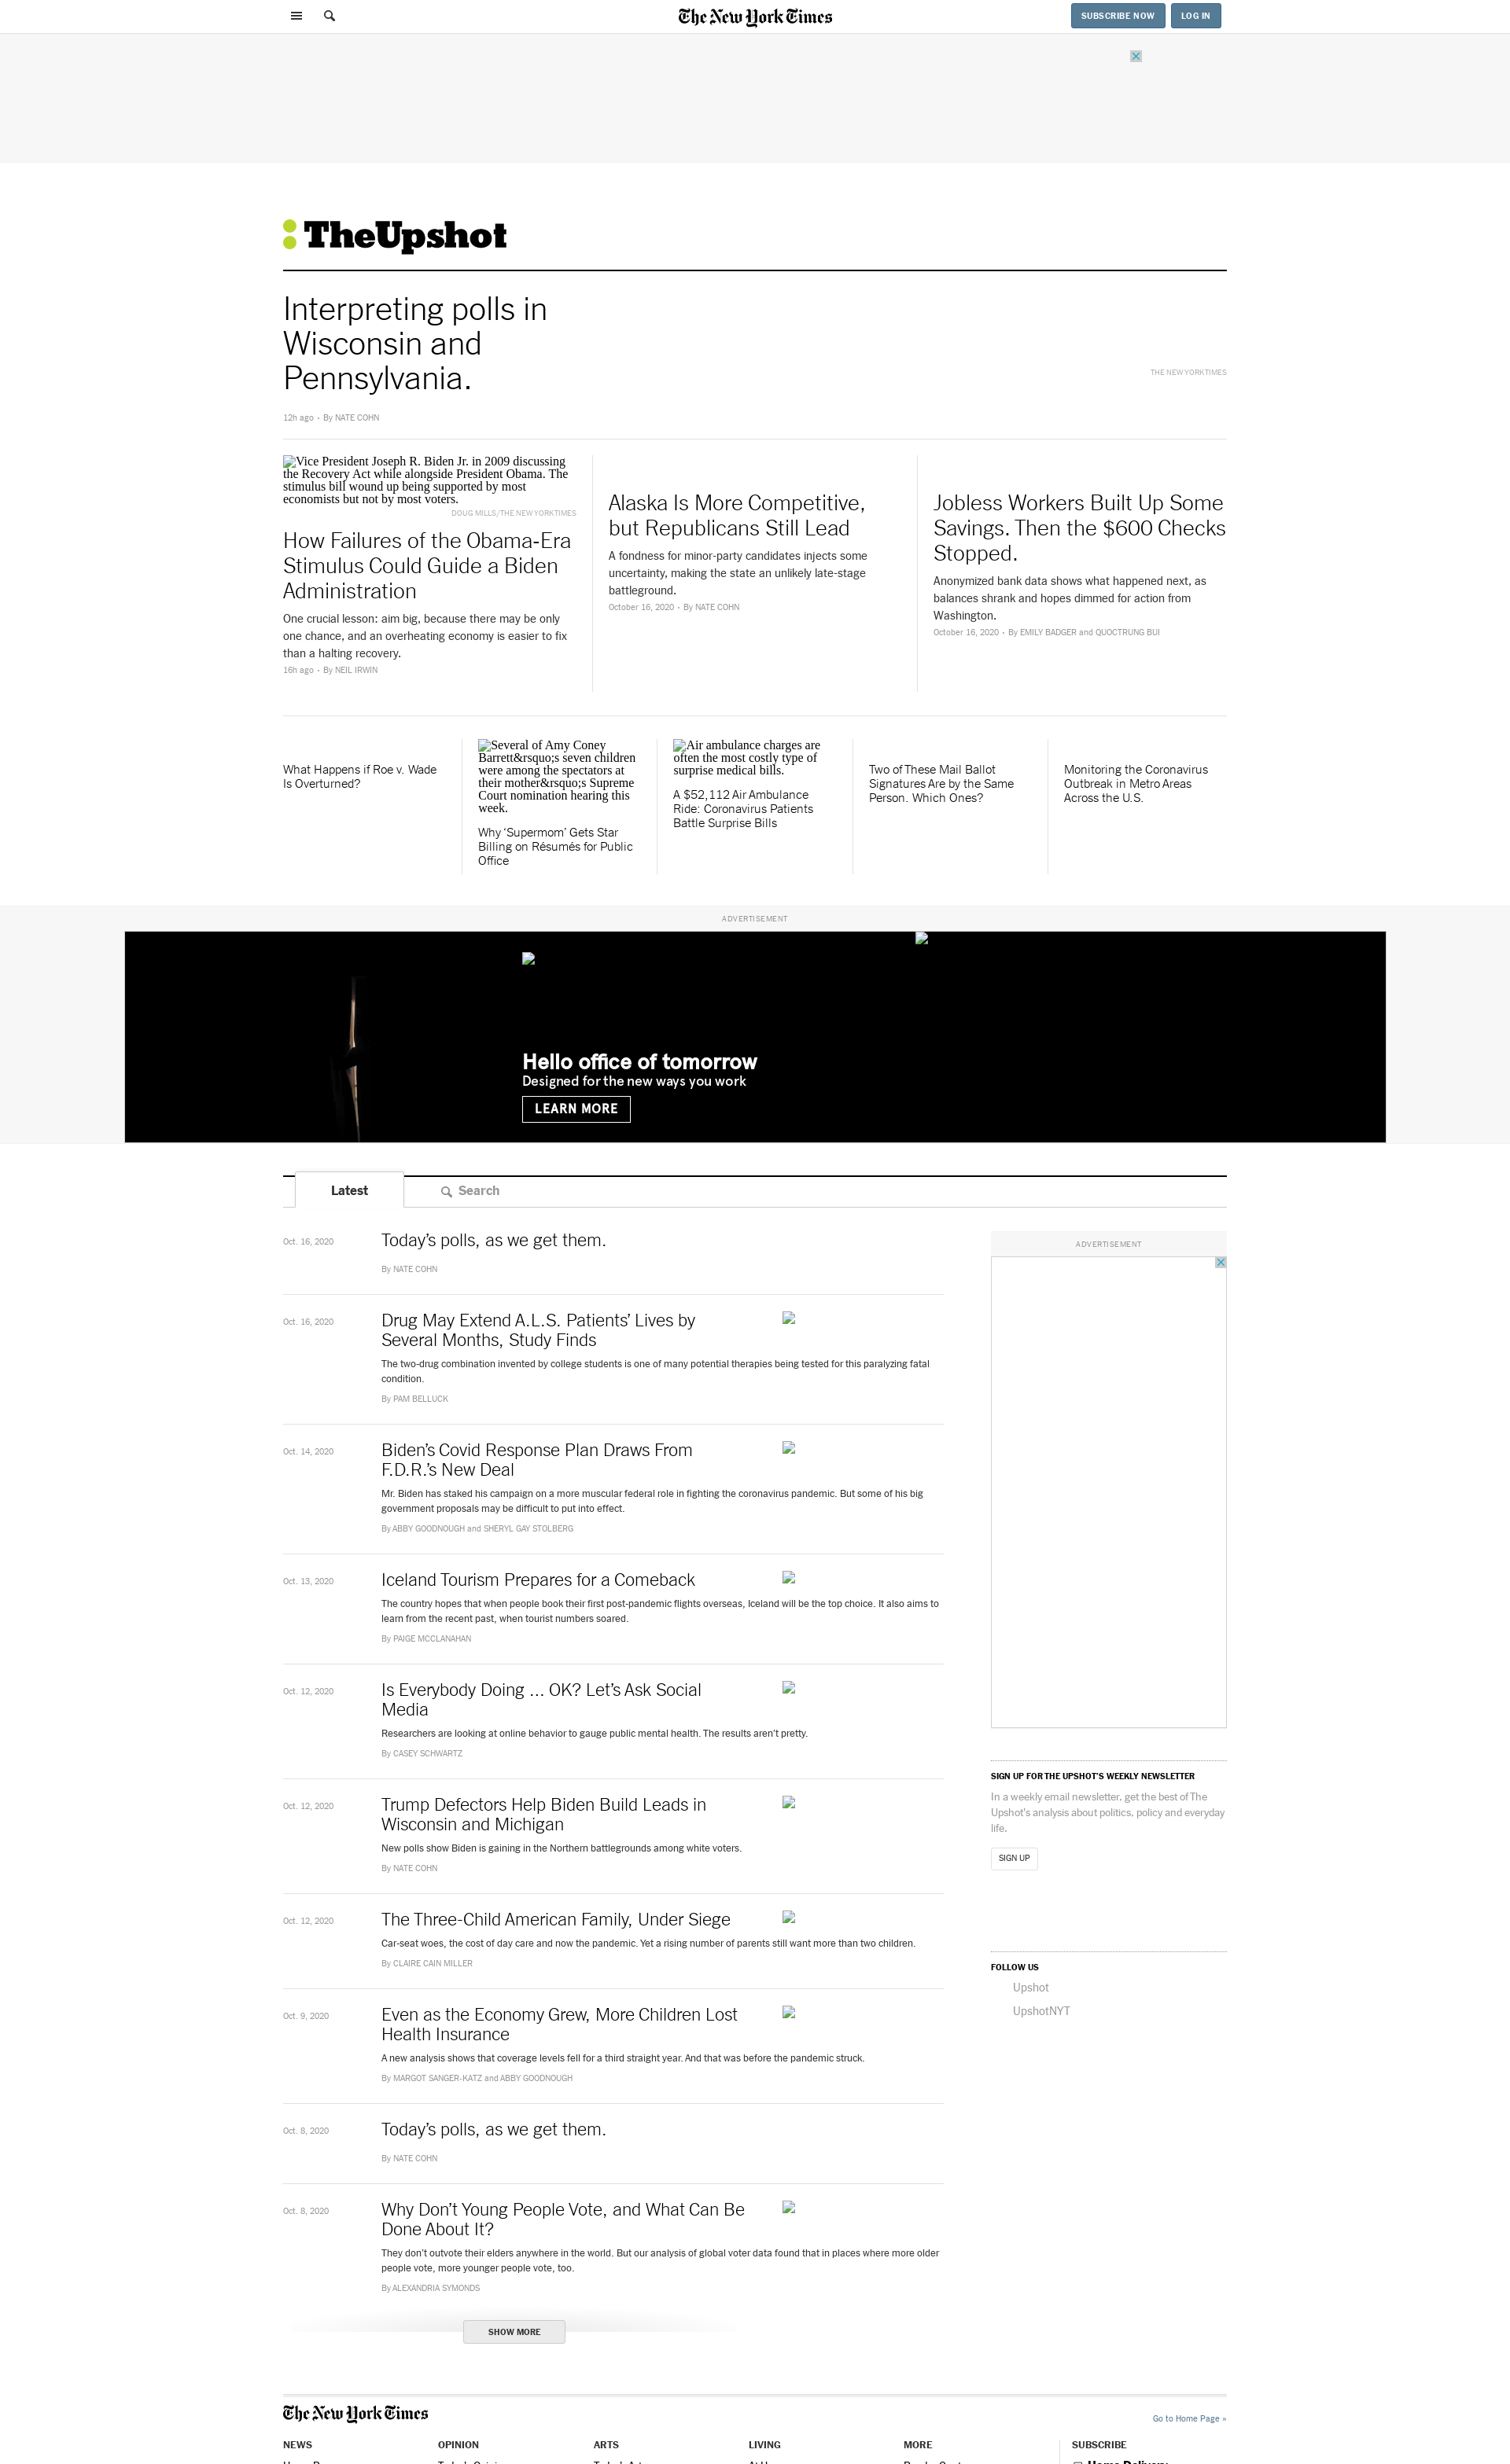 The New York Times
SUBSCRIBE NOW
LOG IN
TheUpshot
Interpreting polls in
Wisconsin and
Pennsylvania.
THE NEW YORK TIMES
12h ago • By NATE COHN
Vice President Joseph R. Biden Jr. in 2009 discussing
the Recovery Act while alongside President Obama. The
stimulus bill wound up being supported by most
economists but not by most voters.
DOUG MILLS/THE NEW YORK TIMES
How Failures of the Obama-Era
Stimulus Could Guide a Biden
Administration
One crucial lesson: aim big, because there may be only
one chance, and an overheating economy is easier to fix
than a halting recovery.
16h ago • By NEIL IRWIN
Alaska Is More Competitive,
but Republicans Still Lead
A fondness for minor-party candidates injects some
uncertainty, making the state an unlikely late-stage
battleground.
October 16, 2020 • By NATE COHN
Jobless Workers Built Up Some
Savings. Then the $600 Checks
Stopped.
Anonymized bank data shows what happened next, as
balances shrank and hopes dimmed for action from
Washington.
October 16, 2020 • By EMILY BADGER and QUOCTRUNG BUI
What Happens if Roe v. Wade
Is Overturned?
Several of Amy Coney
Barrett&rsquo;s seven children
were among the spectators at
their mother&rsquo;s Supreme
Court nomination hearing this
week.
Why ‘Supermom’ Gets Star
Billing on Résumés for Public
Office
Air ambulance charges are
often the most costly type of
surprise medical bills.
A $52,112 Air Ambulance
Ride: Coronavirus Patients
Battle Surprise Bills
Two of These Mail Ballot
Signatures Are by the Same
Person. Which Ones?
Monitoring the Coronavirus
Outbreak in Metro Areas
Across the U.S.
ADVERTISEMENT
Hello office of tomorrow
Designed for the new ways you work
LEARN MORE
Latest
Search
Oct. 16, 2020
Today’s polls, as we get them.
By NATE COHN
Oct. 16, 2020
Drug May Extend A.L.S. Patients’ Lives by
Several Months, Study Finds
The two-drug combination invented by college students is one of many potential therapies being tested for this paralyzing fatal
condition.
By PAM BELLUCK
Oct. 14, 2020
Biden’s Covid Response Plan Draws From
F.D.R.’s New Deal
Mr. Biden has staked his campaign on a more muscular federal role in fighting the coronavirus pandemic. But some of his big
government proposals may be difficult to put into effect.
By ABBY GOODNOUGH and SHERYL GAY STOLBERG
Oct. 13, 2020
Iceland Tourism Prepares for a Comeback
The country hopes that when people book their first post-pandemic flights overseas, Iceland will be the top choice. It also aims to
learn from the recent past, when tourist numbers soared.
By PAIGE MCCLANAHAN
Oct. 12, 2020
Is Everybody Doing ... OK? Let’s Ask Social
Media
Researchers are looking at online behavior to gauge public mental health. The results aren’t pretty.
By CASEY SCHWARTZ
Oct. 12, 2020
Trump Defectors Help Biden Build Leads in
Wisconsin and Michigan
New polls show Biden is gaining in the Northern battlegrounds among white voters.
By NATE COHN
Oct. 12, 2020
The Three-Child American Family, Under Siege
Car-seat woes, the cost of day care and now the pandemic. Yet a rising number of parents still want more than two children.
By CLAIRE CAIN MILLER
Oct. 9, 2020
Even as the Economy Grew, More Children Lost
Health Insurance
A new analysis shows that coverage levels fell for a third straight year. And that was before the pandemic struck.
By MARGOT SANGER-KATZ and ABBY GOODNOUGH
Oct. 8, 2020
Today’s polls, as we get them.
By NATE COHN
Oct. 8, 2020
Why Don’t Young People Vote, and What Can Be
Done About It?
They don’t outvote their elders anywhere in the world. But our analysis of global voter data found that in places where more older
people vote, more younger people vote, too.
By ALEXANDRIA SYMONDS
SHOW MORE
ADVERTISEMENT
SIGN UP FOR THE UPSHOT’S WEEKLY NEWSLETTER
In a weekly email newsletter, get the best of The
Upshot’s analysis about politics, policy and everyday
life.
SIGN UP
FOLLOW US
Upshot
UpshotNYT
The New York Times
Go to Home Page »
NEWS
OPINION
ARTS
LIVING
MORE
SUBSCRIBE